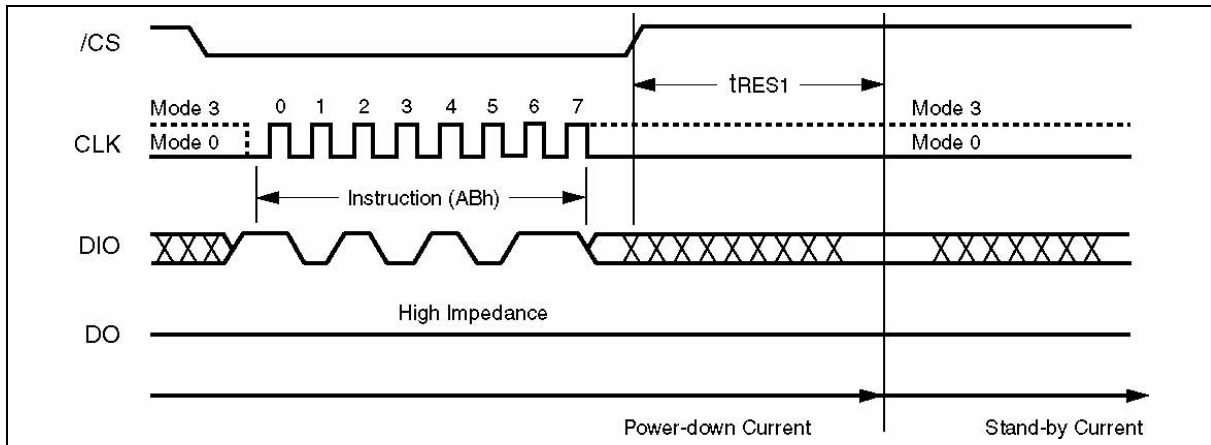 /CS
tRES1
Mode 3 0 1 2 3 4 5 6 7 Mode 3
CLK
Mode 0 Mode 0
Instruction (ABh)
DIO
High Impedance
DO
Power-down Current Stand-by Current